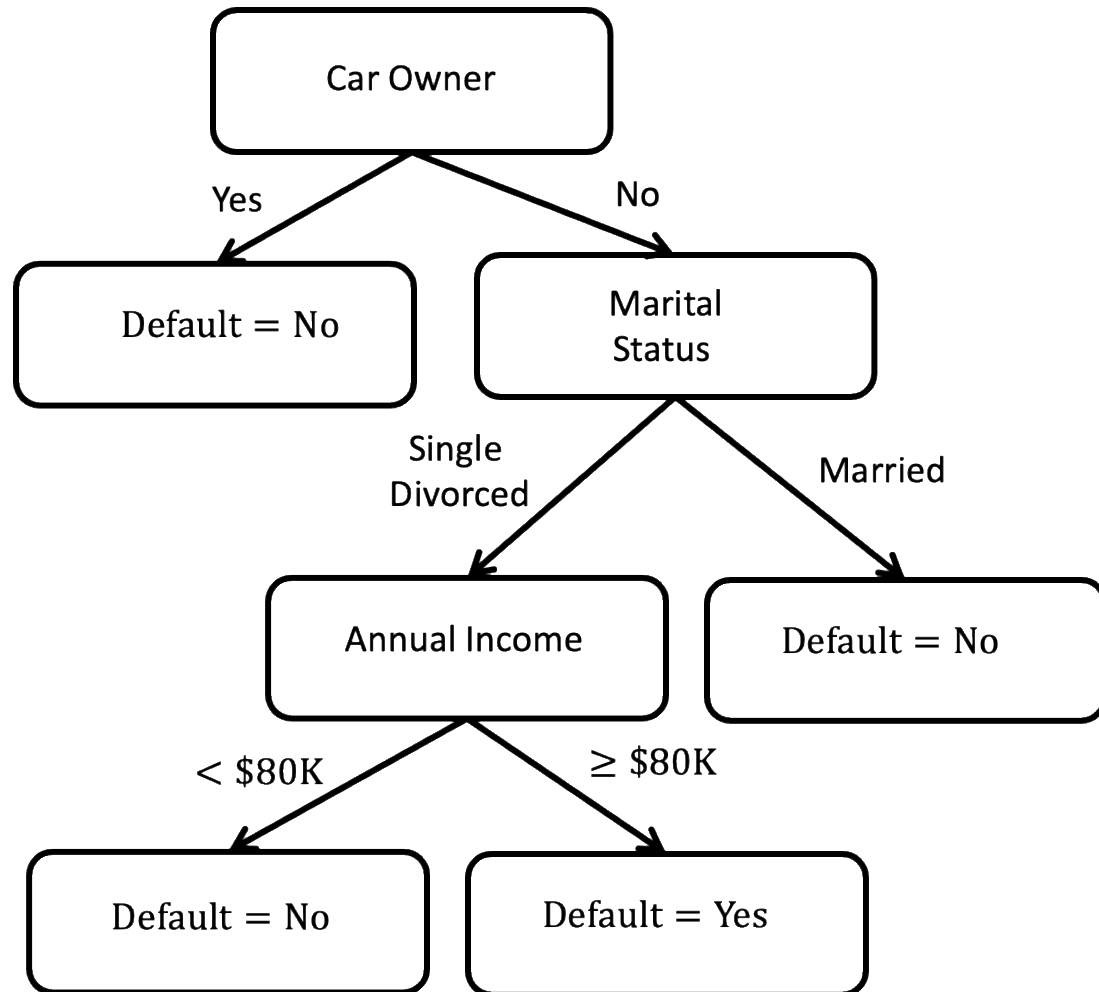 Car Owner
Yes
No
Default = No
Marital
Status
Single
Divorced
Married
Annual Income
Default = No
< $80K
≥ $80K
Default = No
Default = Yes